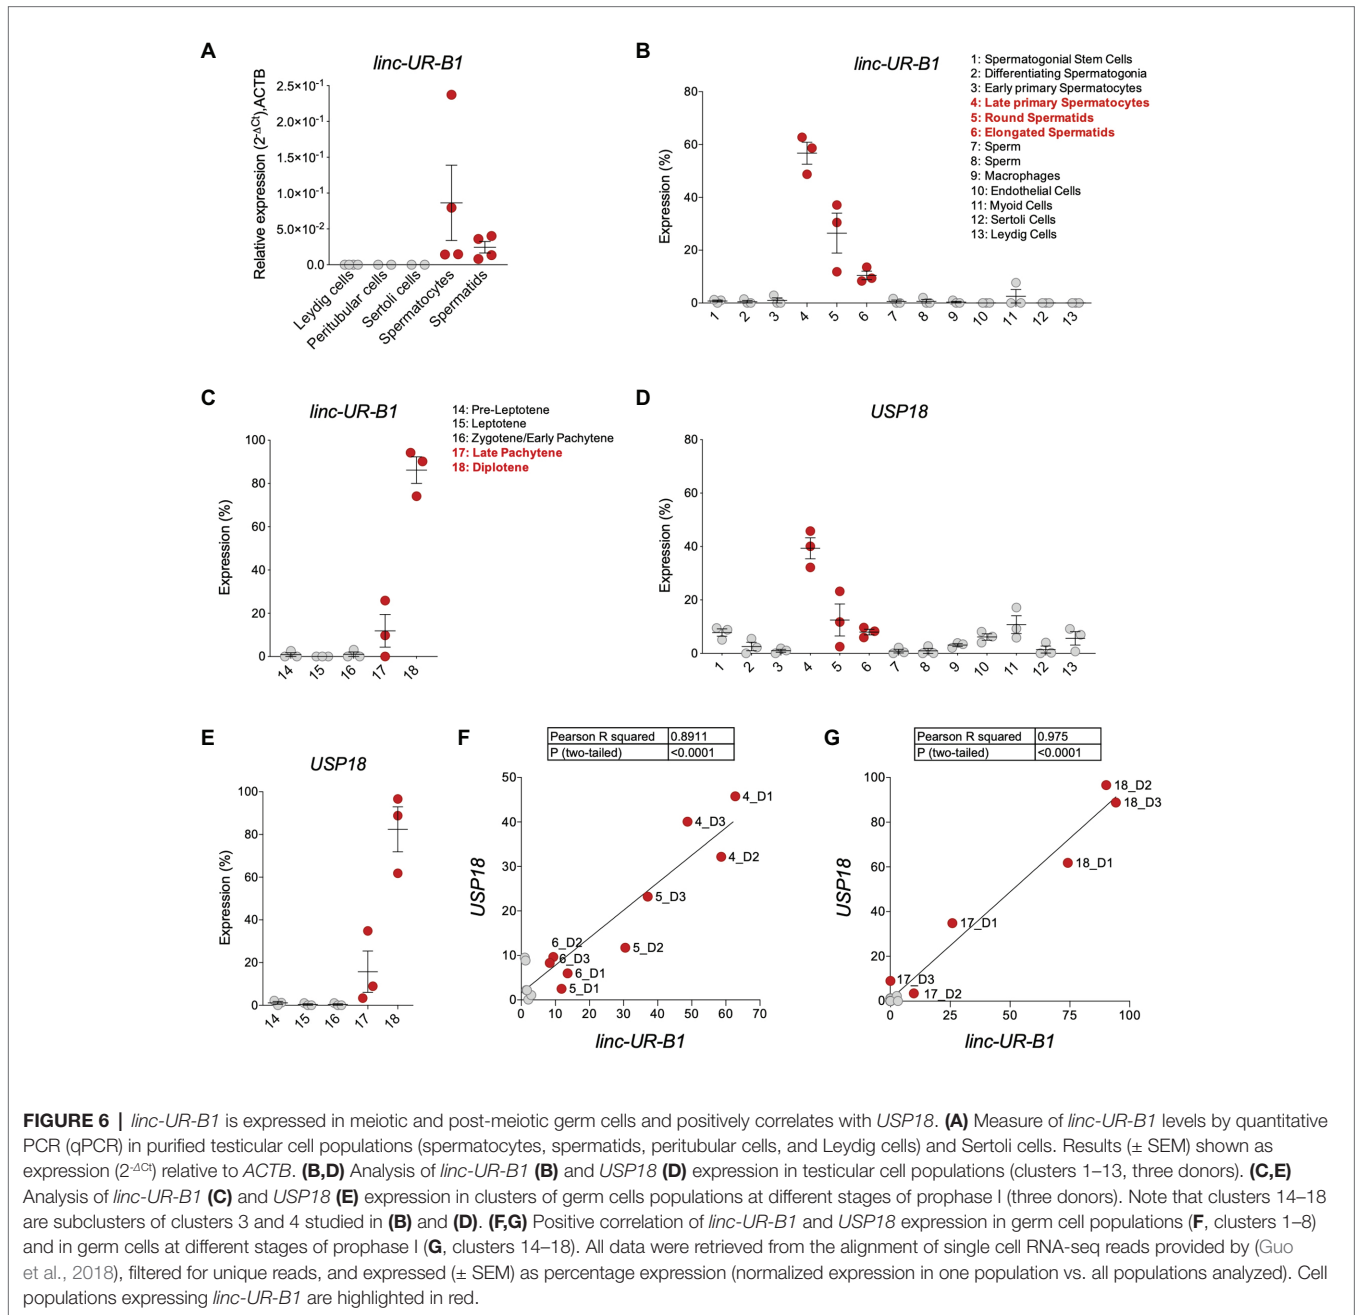 A
linc-UR-B1
Relative expression (2-ΔCt),ACTB
2.5×10-1
2.0×10-1
1.5×10-1
1.0×10-1
5.0×10-2
0.0
Leydig cells
Peritubular cells
Sertoli cells
Spermatocytes
Spermatids
B
linc-UR-B1
1: Spermatogonial Stem Cells
2: Differentiating Spermatogonia
3: Early primary Spermatocytes
4: Late primary Spermatocytes
5: Round Spermatids
6: Elongated Spermatids
7: Sperm
8: Sperm
9: Macrophages
10: Endothelial Cells
11: Myoid Cells
12: Sertoli Cells
13: Leydig Cells
Expression (%)
80
60
40
20
0
1 2 3 4 5 6 7 8 9 10 11 12 13
C
linc-UR-B1
14: Pre-Leptotene
15: Leptotene
16: Zygotene/Early Pachytene
17: Late Pachytene
18: Diplotene
Expression (%)
100
80
60
40
20
0
14 15 16 17 18
D
USP18
Expression (%)
80
60
40
20
0
1 2 3 4 5 6 7 8 9 10 11 12 13
E
USP18
Expression (%)
100
80
60
40
20
0
14 15 16 17 18
F
Pearson R squared 0.8911
P (two-tailed) <0.0001
USP18
50
40
30
20
10
0
4_D1
4_D3
4_D2
5_D3
5_D2
6_D2
6_D3
6_D1
5_D1
0 10 20 30 40 50 60 70
linc-UR-B1
G
Pearson R squared 0.975
P (two-tailed) <0.0001
USP18
100
80
60
40
20
0
18_D2
18_D3
18_D1
17_D1
17_D3
17_D2
0 25 50 75 100
linc-UR-B1
FIGURE 6 | linc-UR-B1 is expressed in meiotic and post-meiotic germ cells and positively correlates with USP18. (A) Measure of linc-UR-B1 levels by quantitative
PCR (qPCR) in purified testicular cell populations (spermatocytes, spermatids, peritubular cells, and Leydig cells) and Sertoli cells. Results (± SEM) shown as
expression (2-ΔCt) relative to ACTB. (B,D) Analysis of linc-UR-B1 (B) and USP18 (D) expression in testicular cell populations (clusters 1–13, three donors). (C,E)
Analysis of linc-UR-B1 (C) and USP18 (E) expression in clusters of germ cells populations at different stages of prophase I (three donors). Note that clusters 14–18
are subclusters of clusters 3 and 4 studied in (B) and (D). (F,G) Positive correlation of linc-UR-B1 and USP18 expression in germ cell populations (F, clusters 1–8)
and in germ cells at different stages of prophase I (G, clusters 14–18). All data were retrieved from the alignment of single cell RNA-seq reads provided by (Guo
et al., 2018), filtered for unique reads, and expressed (± SEM) as percentage expression (normalized expression in one population vs. all populations analyzed). Cell
populations expressing linc-UR-B1 are highlighted in red.